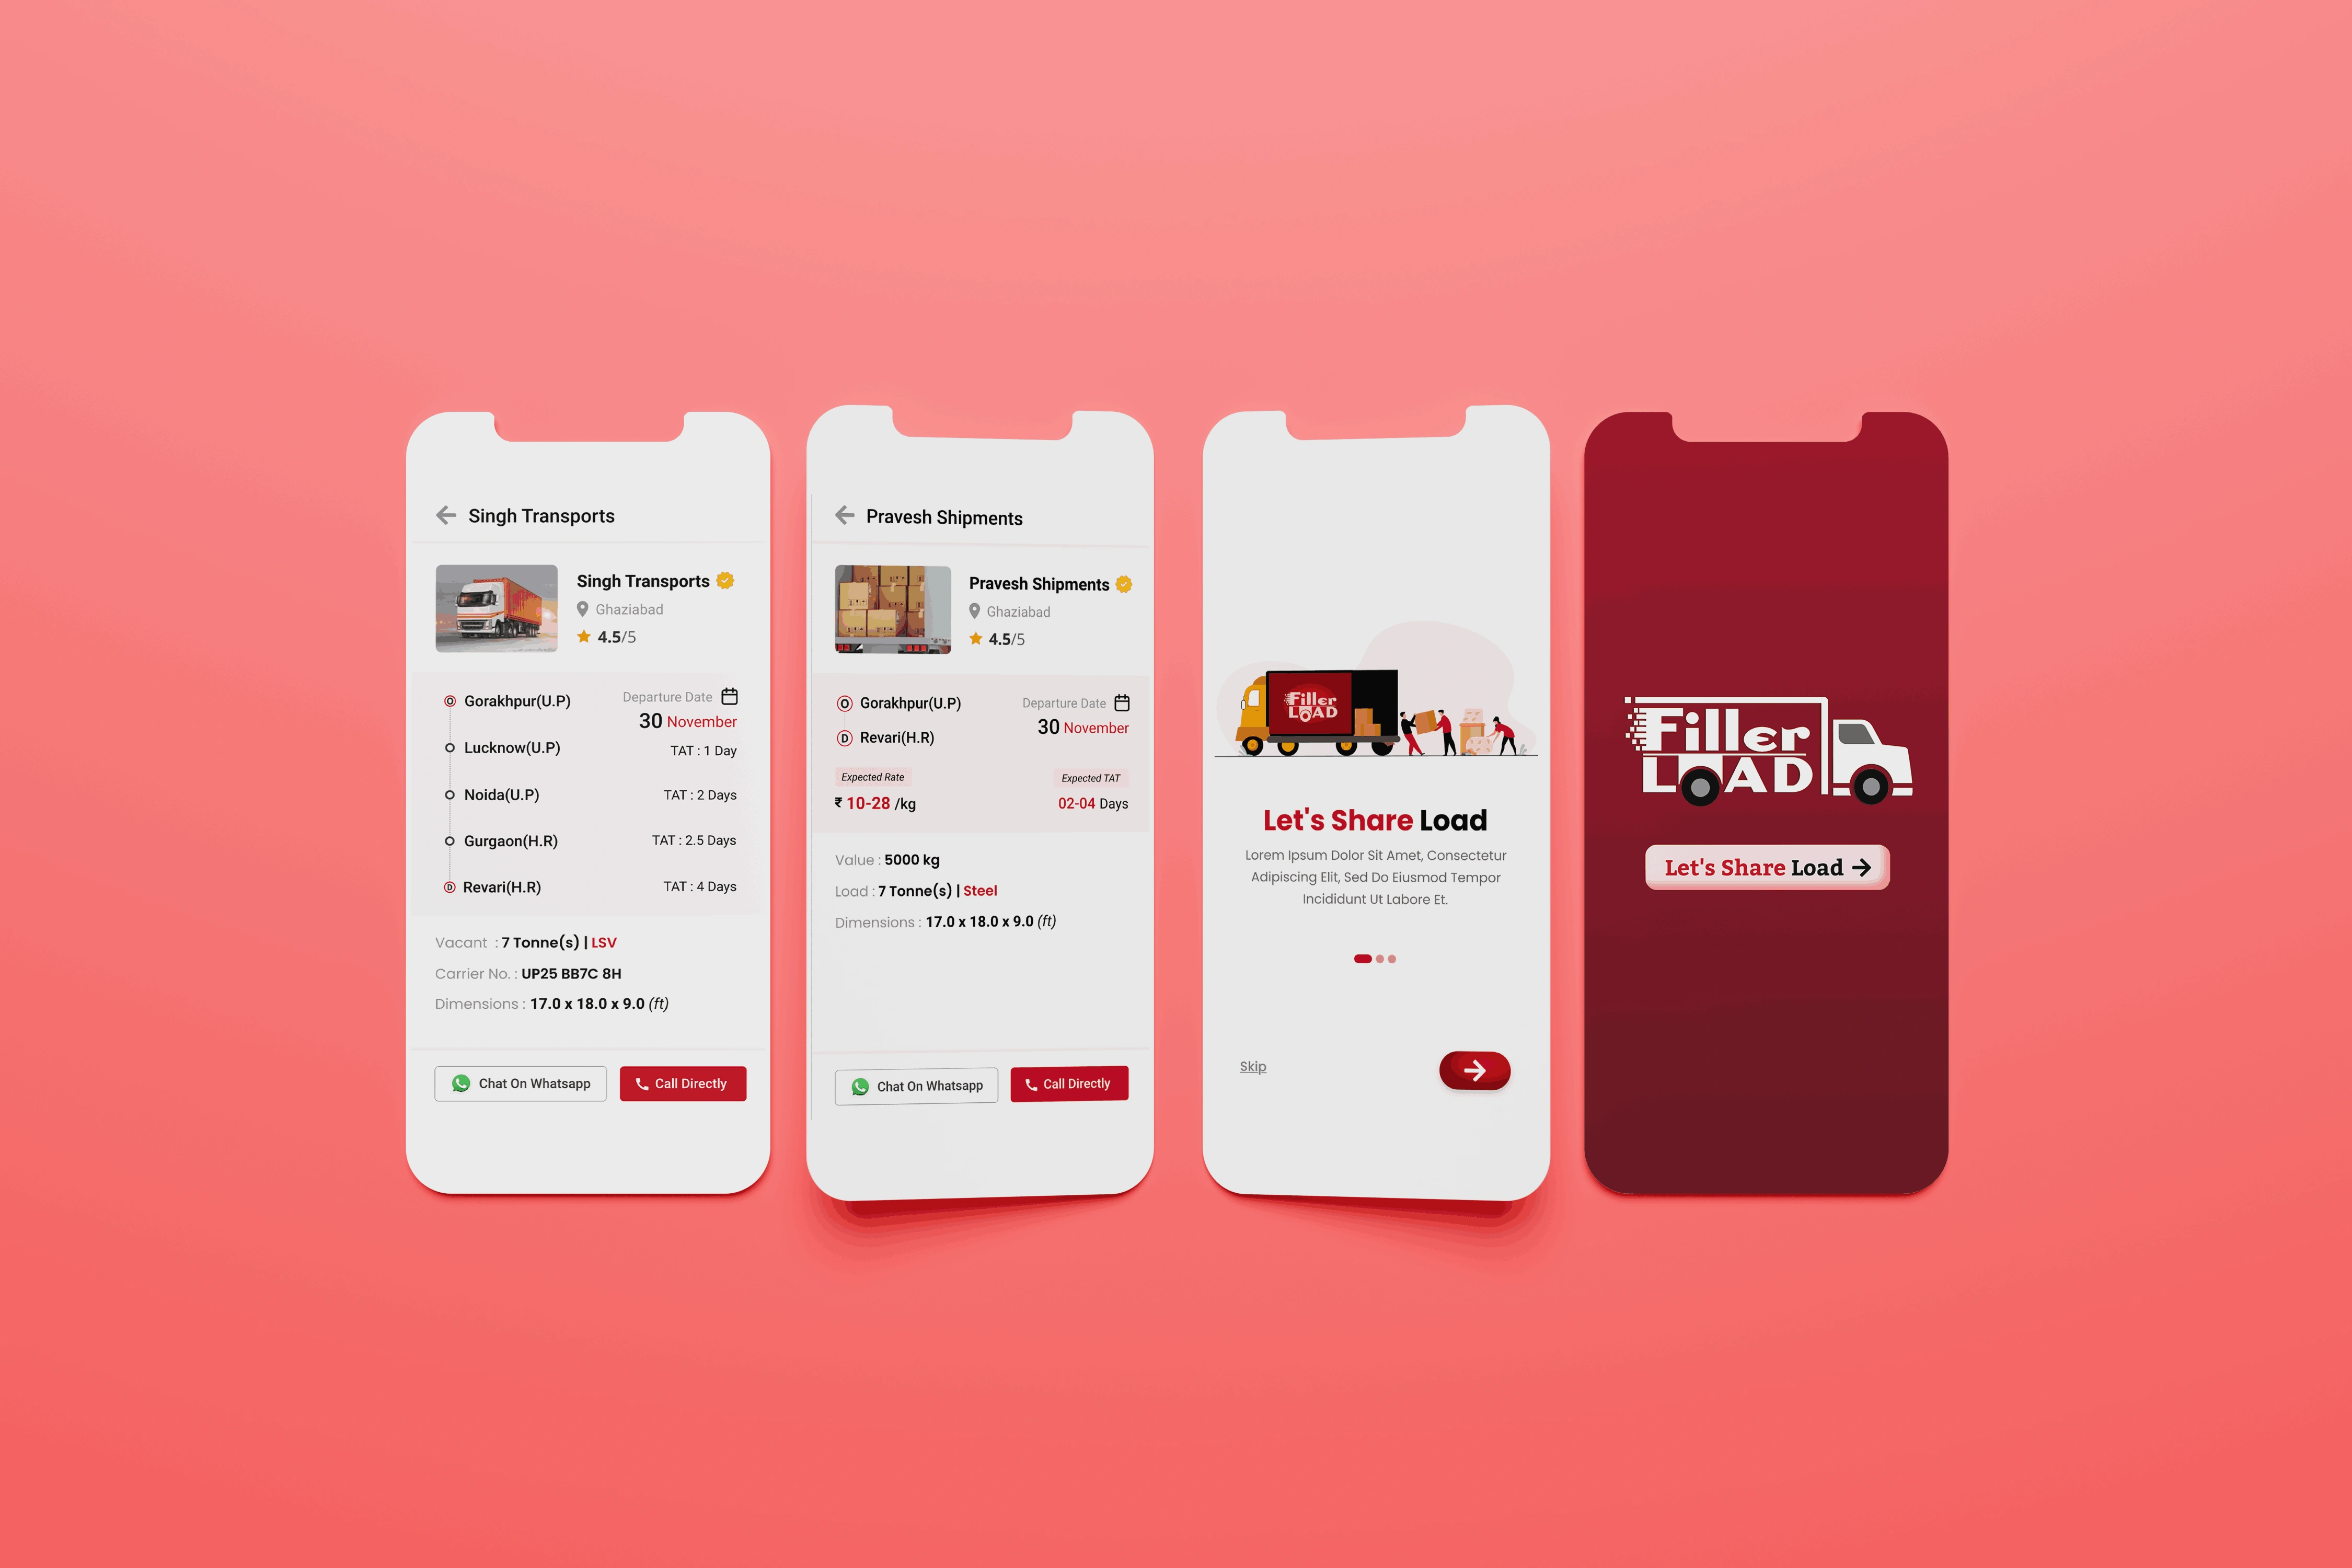 Singh Transports
Singh Transports
Ghaziabad
4.5/5
O Gorakhpur(U.P)
Departure Date
30 November
Lucknow(U.P) TAT : 1 Day
Noida(U.P) TAT : 2 Days
Gurgaon(H.R) TAT : 2.5 Days
D Revari(H.R) TAT : 4 Days
Vacant : 7 Tonne(s) | LSV
Carrier No. : UP25 BB7C 8H
Dimensions : 17.0 x 18.0 x 9.0 (ft)
Chat On Whatsapp Call Directly
Pravesh Shipments
Pravesh Shipments
Ghaziabad
4.5/5
O Gorakhpur(U.P)
Departure Date
30 November
D Revari(H.R)
Expected Rate Expected TAT
₹ 10-28 /kg 02-04 Days
Value : 5000 kg
Load : 7 Tonne(s) | Steel
Dimensions : 17.0 x 18.0 x 9.0 (ft)
Chat On Whatsapp Call Directly
Filler
LOAD
Let's Share Load
Lorem Ipsum Dolor Sit Amet, Consectetur
Adipiscing Elit, Sed Do Eiusmod Tempor
Incididunt Ut Labore Et.
Skip
Filler
LOAD
Let's Share Load